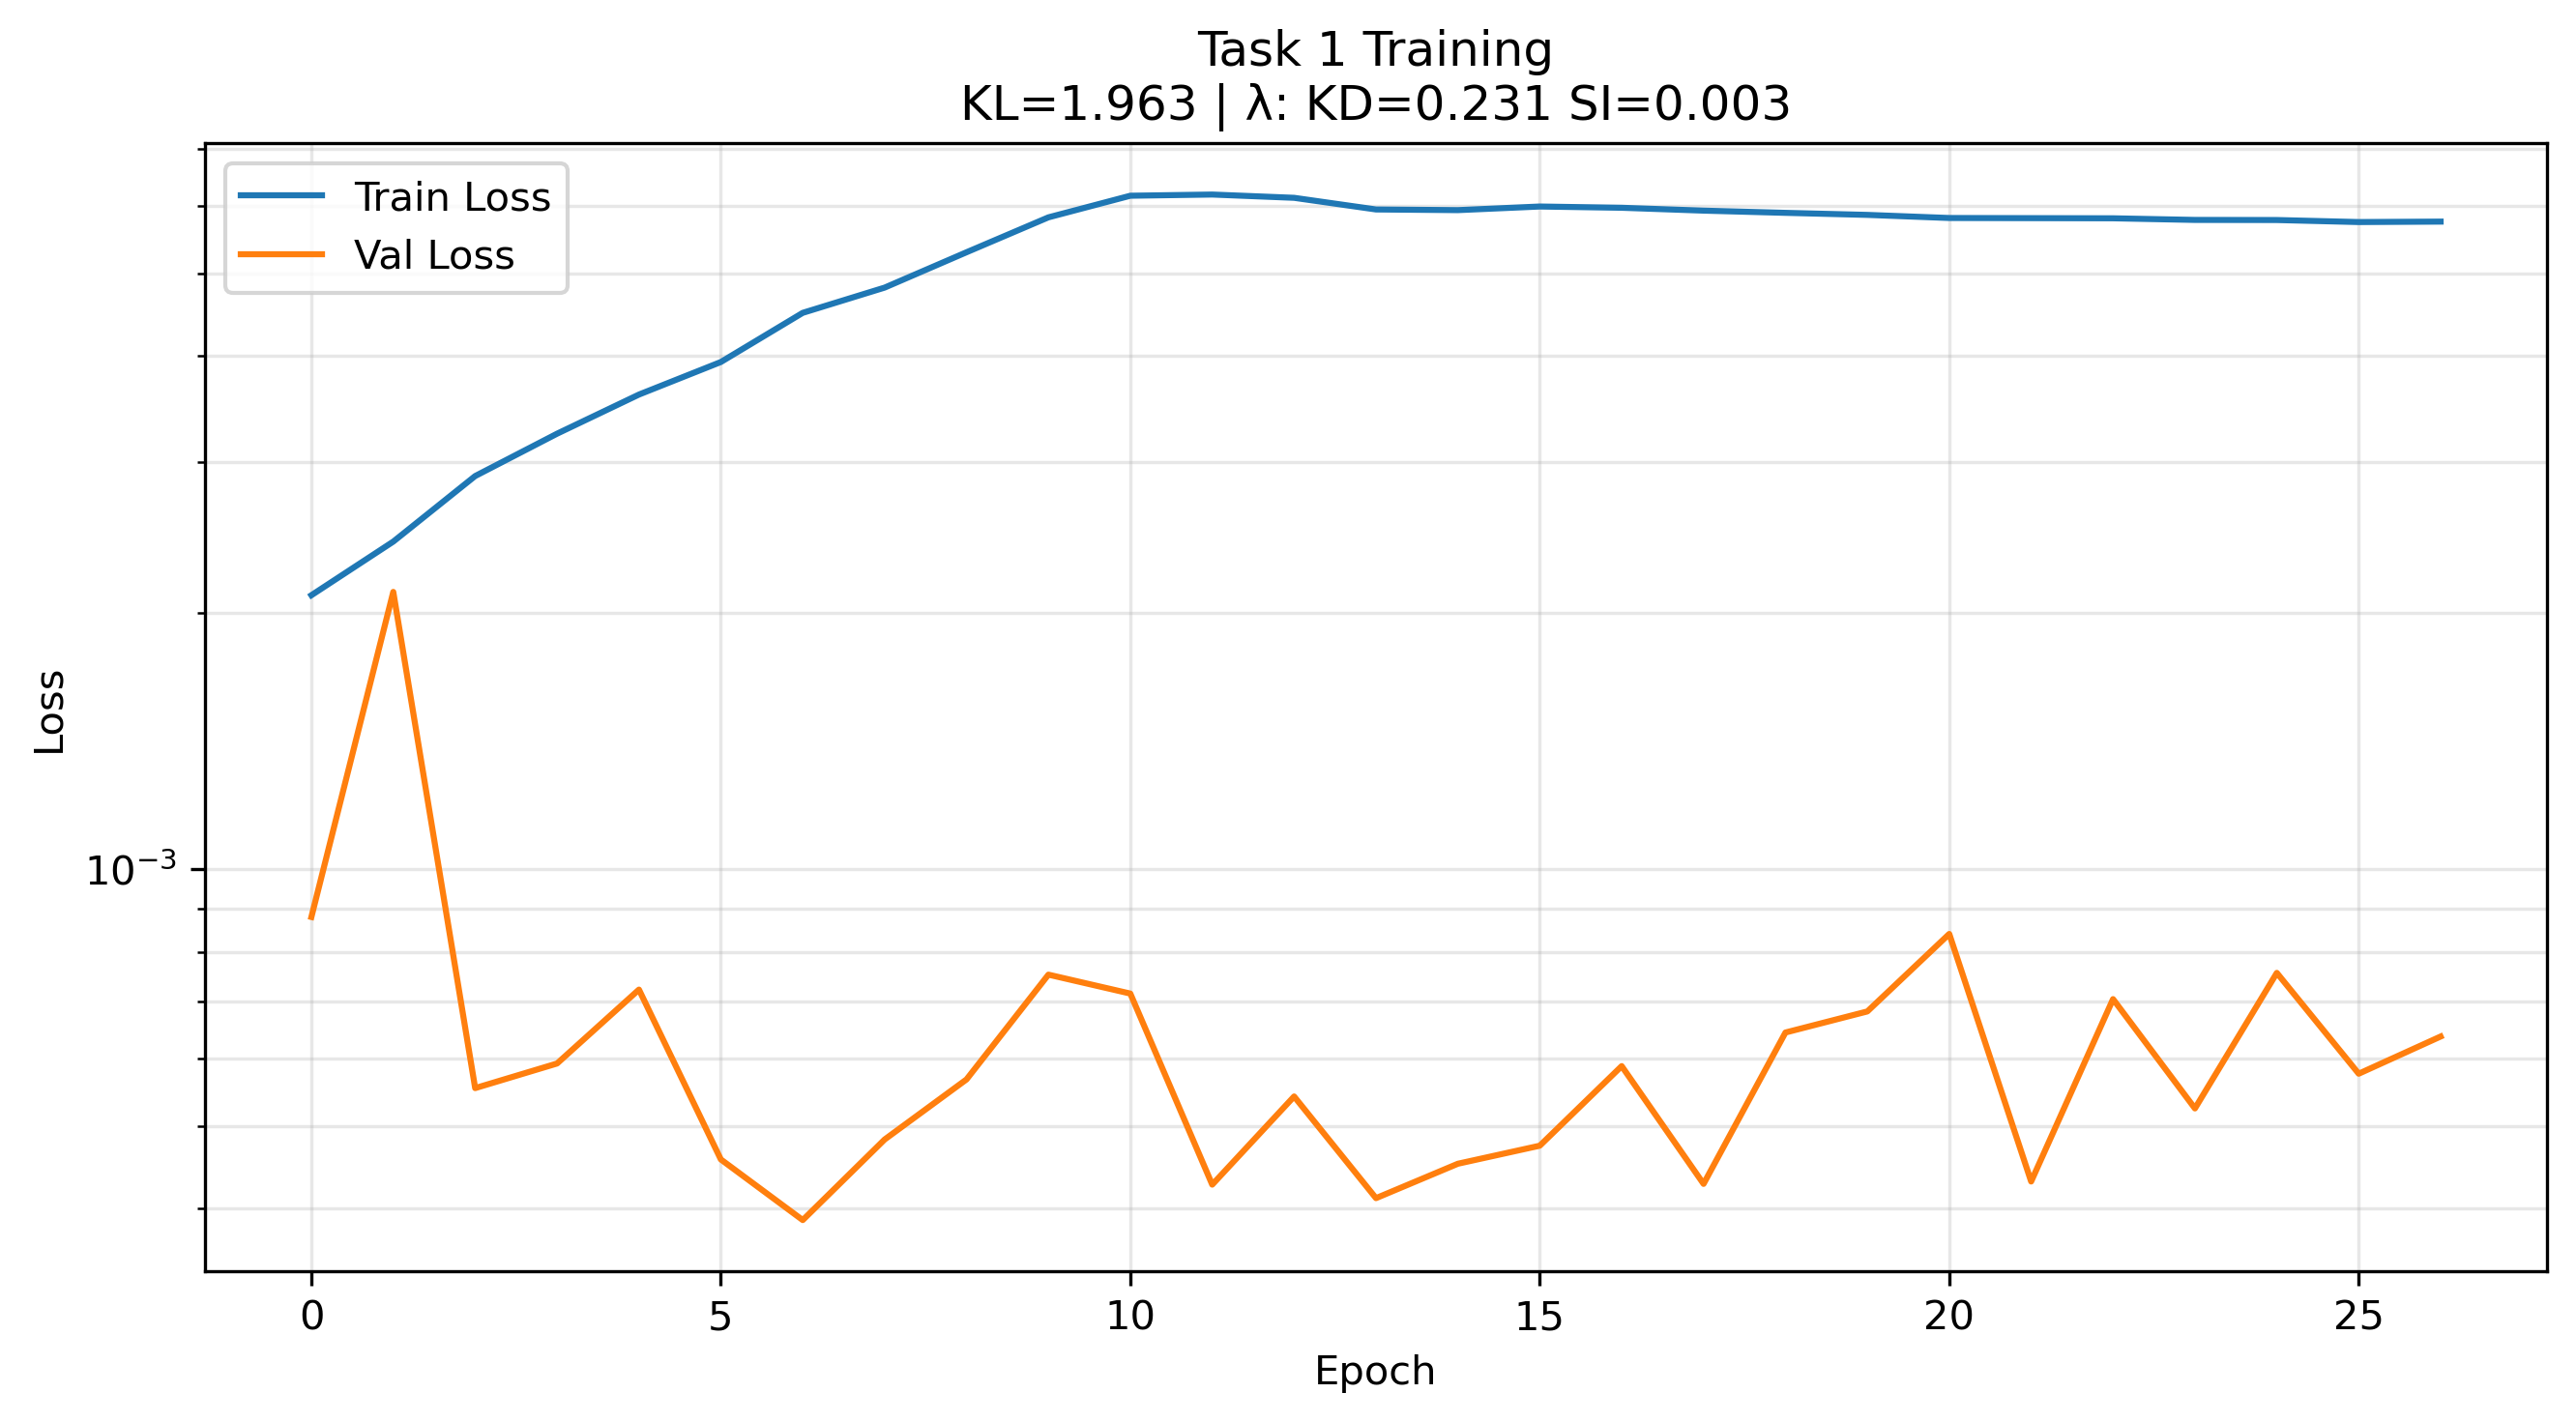 Task 1 Training
KL=1.963 | λ: KD=0.231 SI=0.003
Train Loss
Val Loss
Loss
10⁻³
0 5 10 15 20 25
Epoch